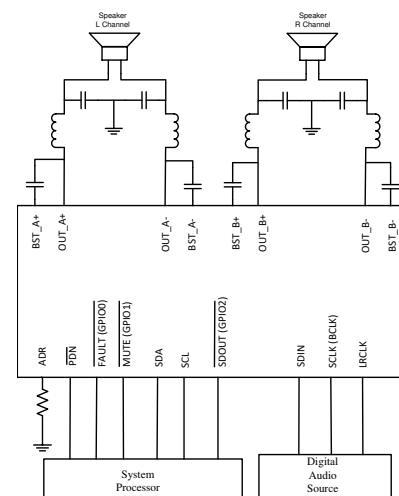 Speaker
L Channel
Speaker
R Channel
BST_A+
OUT_A+
OUT_A-
BST_A-
BST_B+
OUT_B+
OUT_B-
BST_B-
ADR
PDN
FAULT (GPIO0)
MUTE (GPIO1)
SDA
SCL
SDOUT (GPIO2)
SDIN
SCLK (BCLK)
LRCLK
System
Processor
Digital
Audio
Source